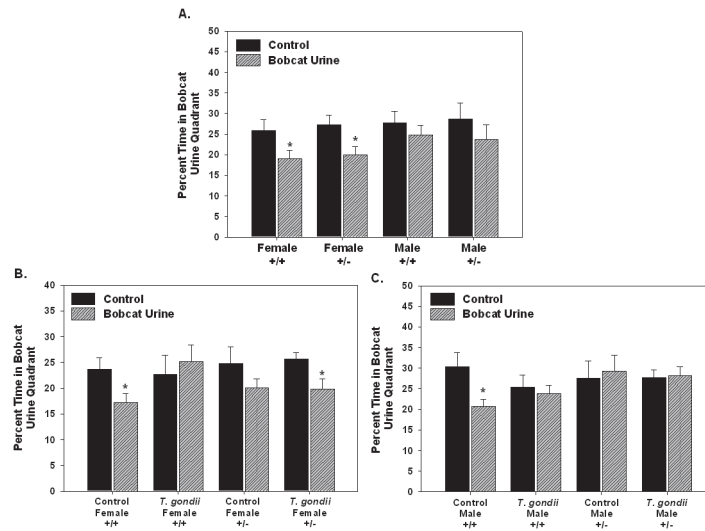 A.
Control
Bobcat Urine
Percent Time in Bobcat
Urine Quadrant
50
45
40
35
30
25
20
15
10
5
0
*
*
Female Female Male Male
+/+ +/- +/+ +/-
B.
Control
Bobcat Urine
Percent Time in Bobcat
Urine Quadrant
40
35
30
25
20
15
10
5
0
*
*
Control T. gondii Control T. gondii
Female Female Female Female
+/+ +/+ +/- +/-
C.
Control
Bobcat Urine
Percent Time in Bobcat
Urine Quadrant
50
45
40
35
30
25
20
15
10
5
0
*
Control T. gondii Control T. gondii
Male Male Male Male
+/+ +/+ +/- +/-